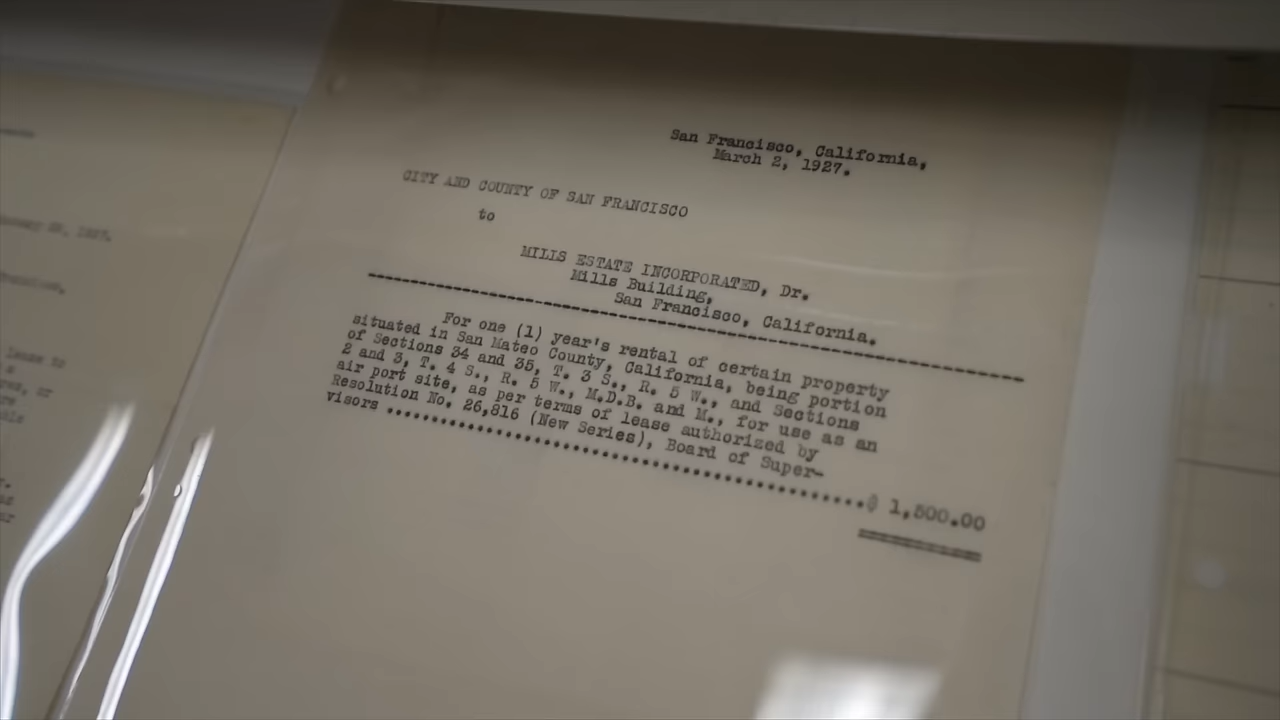 San Francisco, California,
March 2, 1927.
CITY AND COUNTY OF SAN FRANCISCO
to
MILLS ESTATE INCORPORATED, Dr.
Mills Building,
San Francisco, California.
For one (1) year's rental of certain property
situated in San Mateo County, California, being portion
of Sections 34 and 35, T. 3 S., R. 5 W., and Sections
2 and 3, T. 4 S., R. 5 W., M.D.B. and M., for use as an
air port site, as per terms of lease authorized by
Resolution No. 26,816 (New Series), Board of Super-
visors ..................................................$ 1,500.00
lease to
or